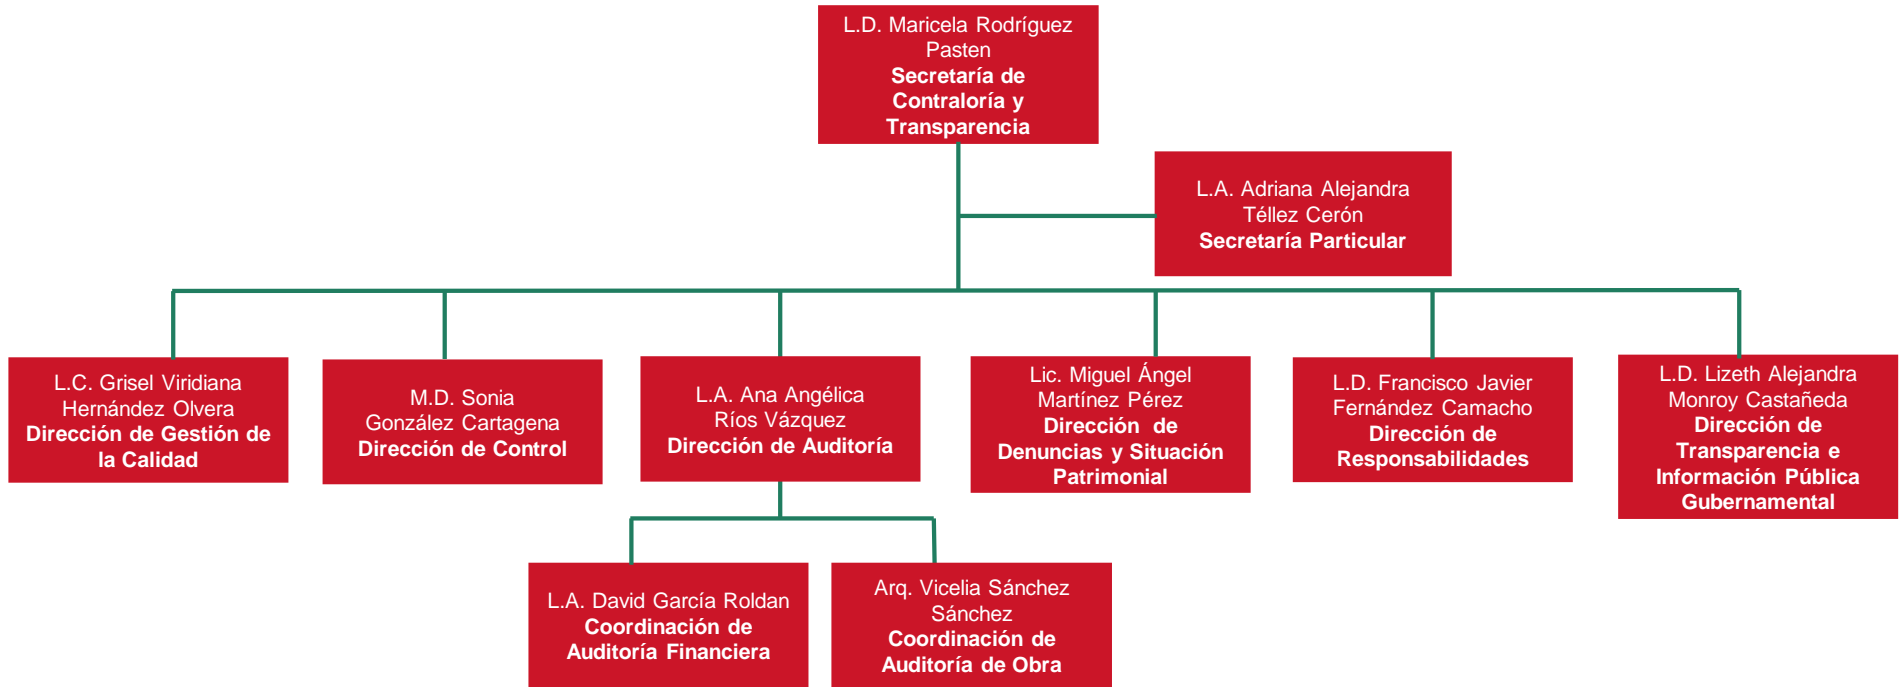 L.D. Maricela Rodríguez
Pasten
Secretaría de
Contraloría y
Transparencia
L.A. Adriana Alejandra
Téllez Cerón
Secretaría Particular
L.C. Grisel Viridiana
Hernández Olvera
Dirección de Gestión de
la Calidad
M.D. Sonia
González Cartagena
Dirección de Control
L.A. Ana Angélica
Ríos Vázquez
Dirección de Auditoría
Lic. Miguel Ángel
Martínez Pérez
Dirección de
Denuncias y Situación
Patrimonial
L.D. Francisco Javier
Fernández Camacho
Dirección de
Responsabilidades
L.D. Lizeth Alejandra
Monroy Castañeda
Dirección de
Transparencia e
Información Pública
Gubernamental
L.A. David García Roldan
Coordinación de
Auditoría Financiera
Arq. Vicelia Sánchez
Sánchez
Coordinación de
Auditoría de Obra